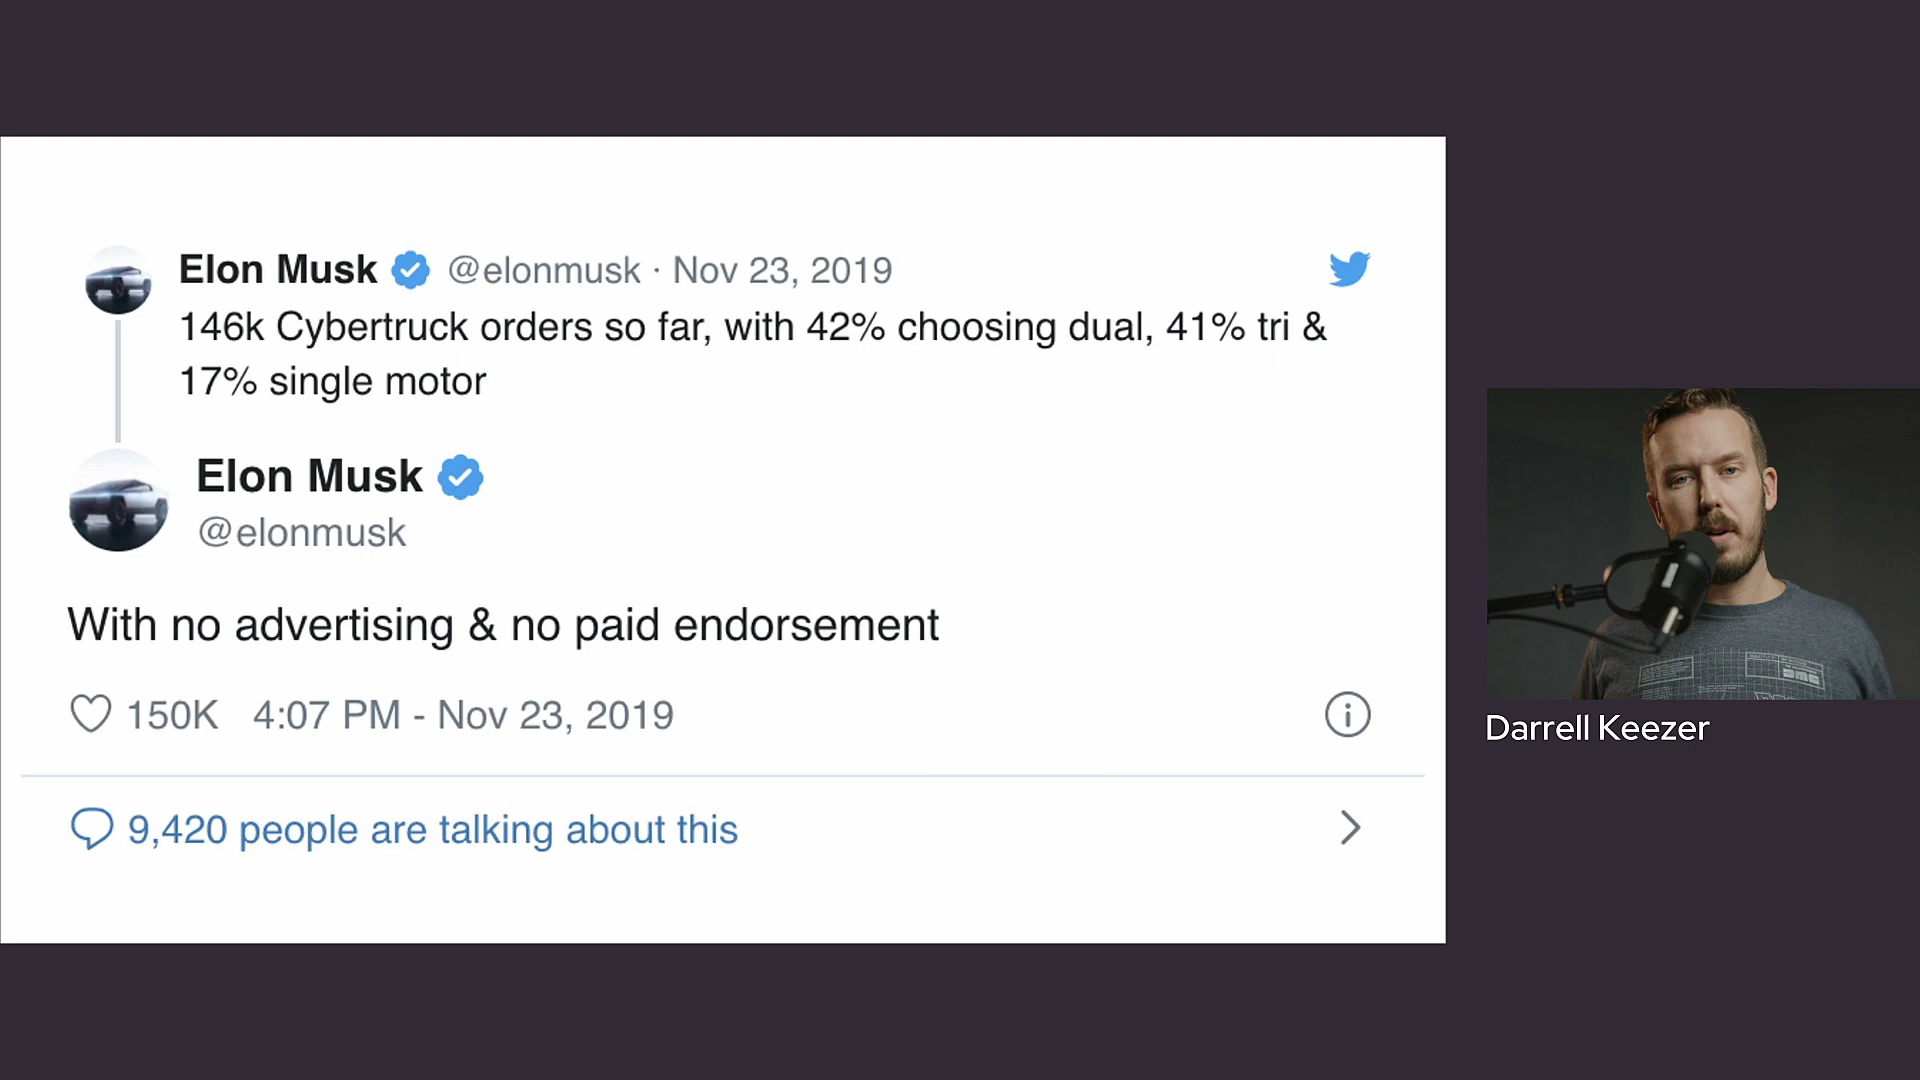 Elon Musk @elonmusk · Nov 23, 2019
146k Cybertruck orders so far, with 42% choosing dual, 41% tri &
17% single motor
Elon Musk
@elonmusk
With no advertising & no paid endorsement
150K 4:07 PM - Nov 23, 2019
9,420 people are talking about this
Darrell Keezer